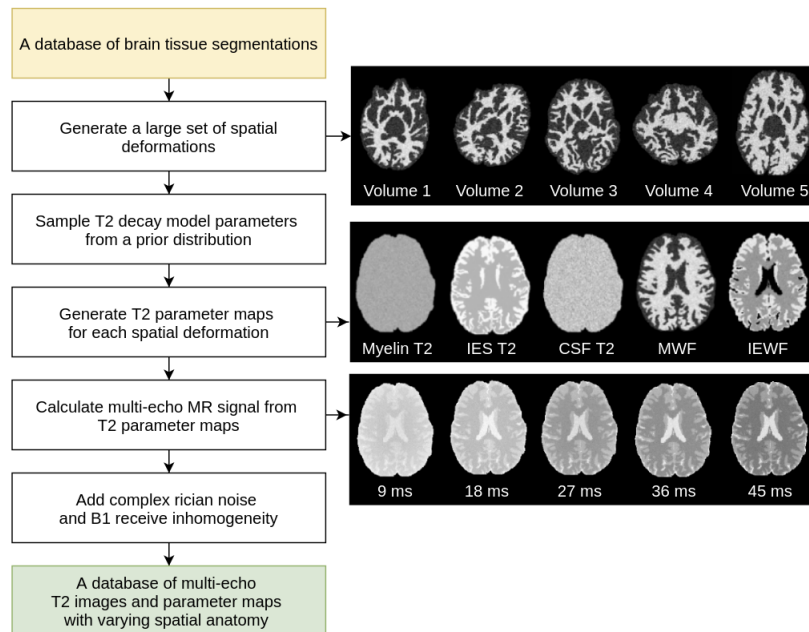 A database of brain tissue segmentations
Generate a large set of spatial
deformations
Volume 1
Volume 2
Volume 3
Volume 4
Volume 5
Sample T2 decay model parameters
from a prior distribution
Generate T2 parameter maps
for each spatial deformation
Myelin T2
IES T2
CSF T2
MWF
IEWF
Calculate multi-echo MR signal from
T2 parameter maps
9 ms
18 ms
27 ms
36 ms
45 ms
Add complex rician noise
and B1 receive inhomogeneity
A database of multi-echo
T2 images and parameter maps
with varying spatial anatomy